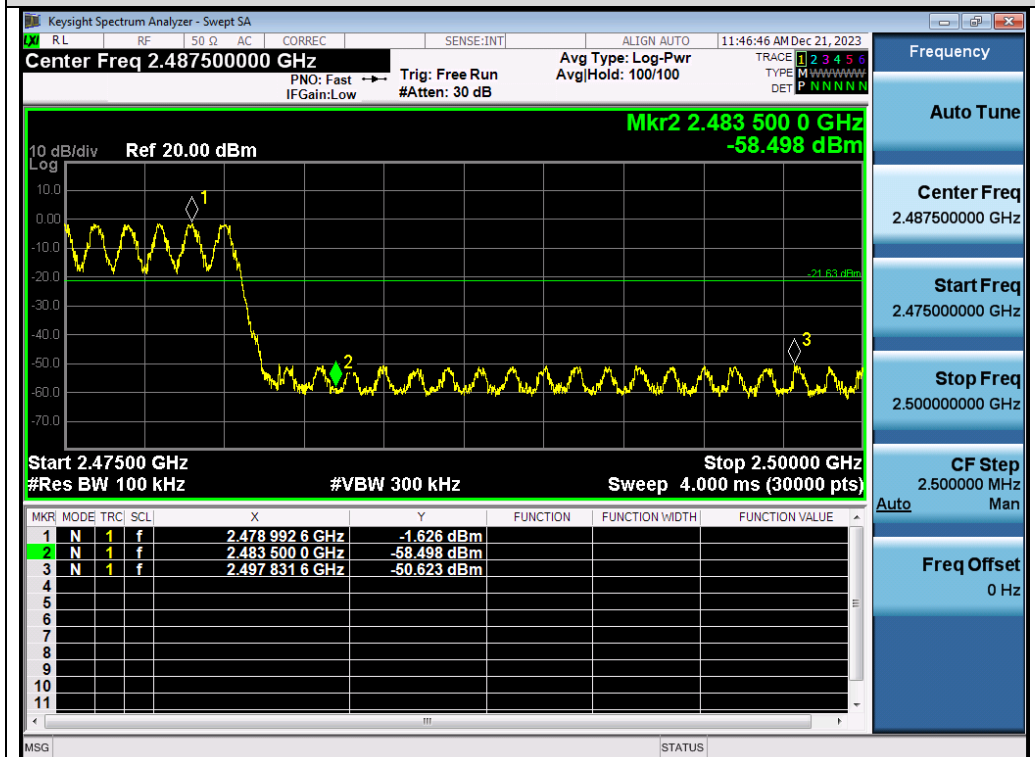 Keysight Spectrum Analyzer - Swept SA
LXI RL RF 50 Ω AC CORREC SENSE:INT ALIGN AUTO 11:46:46 AM Dec 21, 2023
Center Freq 2.487500000 GHz
PNO: Fast
IFGain:Low
Trig: Free Run
#Atten: 30 dB
Avg Type: Log-Pwr
Avg|Hold: 100/100
TRACE 1 2 3 4 5 6
TYPE M W W W W W
DET P N N N N N
Mkr2 2.483 500 0 GHz
-58.498 dBm
10 dB/div Ref 20.00 dBm
Log
10.0
0.00
-10.0
-20.0
-30.0
-40.0
-50.0
-60.0
-70.0
1
-21.63 dBm
3
2
Start 2.47500 GHz Stop 2.50000 GHz
#Res BW 100 kHz #VBW 300 kHz Sweep 4.000 ms (30000 pts)
MKR MODE TRC SCL X Y FUNCTION FUNCTION WIDTH FUNCTION VALUE
1 N 1 f 2.478 992 6 GHz -1.626 dBm
2 N 1 f 2.483 500 0 GHz -58.498 dBm
3 N 1 f 2.497 831 6 GHz -50.623 dBm
4
5
6
7
8
9
10
11
MSG STATUS
Frequency
Auto Tune
Center Freq
2.487500000 GHz
Start Freq
2.475000000 GHz
Stop Freq
2.500000000 GHz
CF Step
2.500000 MHz
Auto Man
Freq Offset
0 Hz